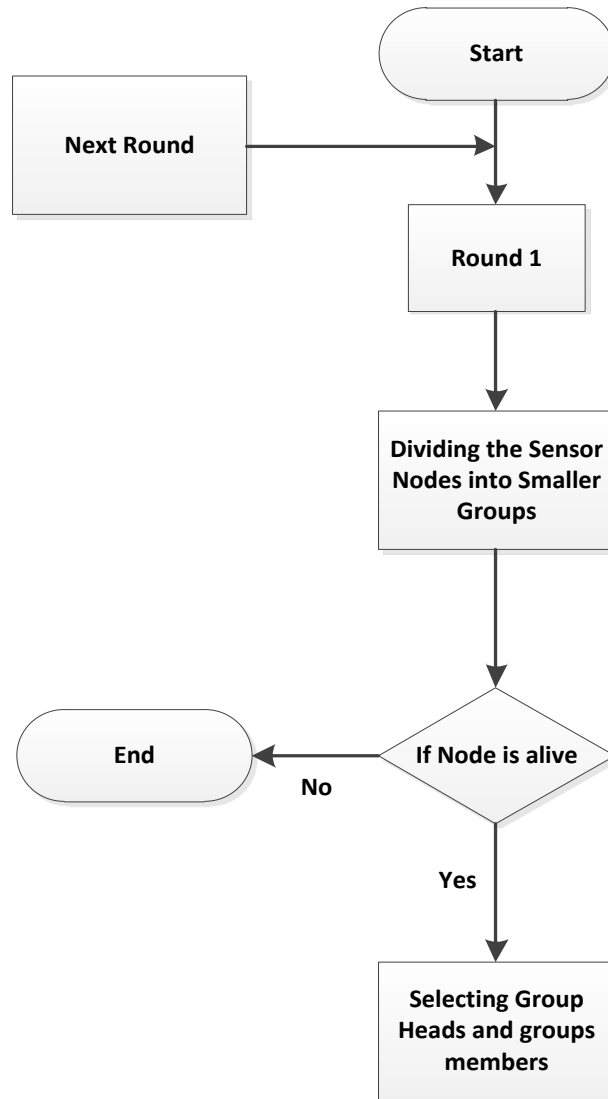 Start
Next Round
Round 1
Dividing the Sensor
Nodes into Smaller
Groups
If Node is alive
End
No
Yes
Selecting Group
Heads and groups
members